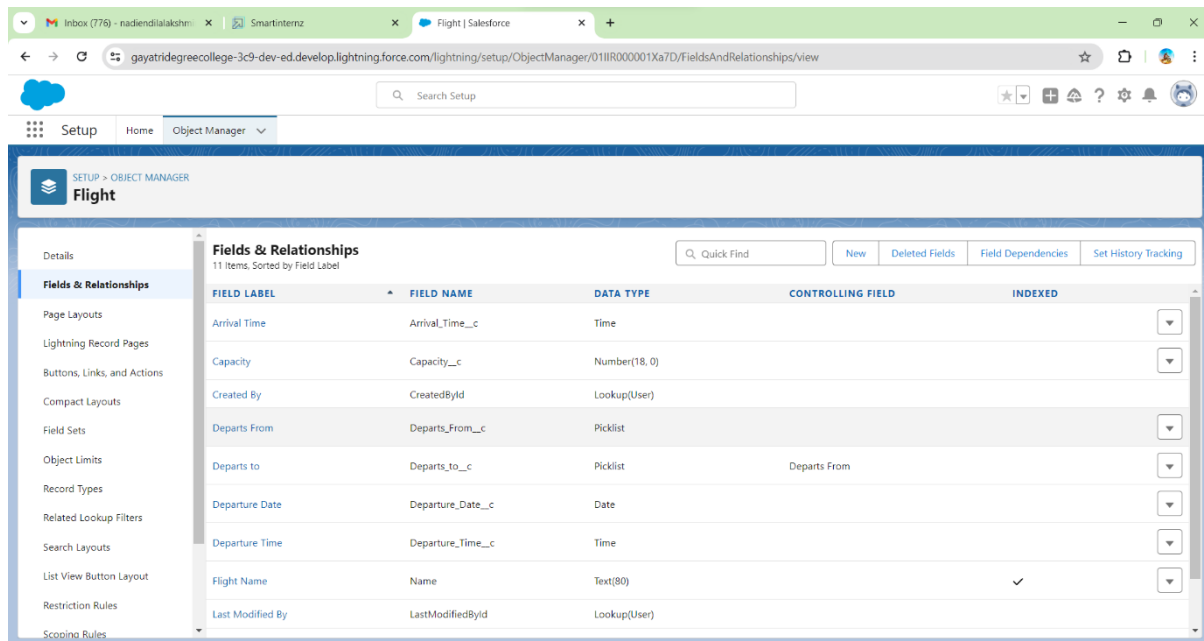 Inbox (776) - nadiendilalakshm
Smartinternz
Flight | Salesforce
gayatridegreecollege-3c9-dev-ed.develop.lightning.force.com/lightning/setup/ObjectManager/01IIR000001Xa7D/FieldsAndRelationships/view
Search Setup
Setup Home Object Manager
SETUP > OBJECT MANAGER
Flight
Details
Fields & Relationships
Page Layouts
Lightning Record Pages
Buttons, Links, and Actions
Compact Layouts
Field Sets
Object Limits
Record Types
Related Lookup Filters
Search Layouts
List View Button Layout
Restriction Rules
Scoping Rules
Fields & Relationships
11 Items, Sorted by Field Label
Quick Find New Deleted Fields Field Dependencies Set History Tracking
FIELD LABEL FIELD NAME DATA TYPE CONTROLLING FIELD INDEXED
Arrival Time Arrival_Time__c Time
Capacity Capacity__c Number(18, 0)
Created By CreatedById Lookup(User)
Departs From Departs_From__c Picklist
Departs to Departs_to__c Picklist Departs From
Departure Date Departure_Date__c Date
Departure Time Departure_Time__c Time
Flight Name Name Text(80)
Last Modified By LastModifiedById Lookup(User)